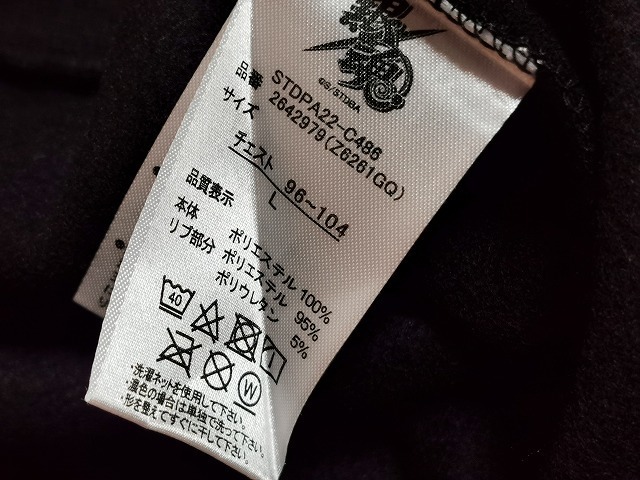 銀魂
©S/STDBA
品番 STDPA22-C486
2642979(Z6261GQ)
サイズ
チェスト 96~104
L
品質表示
本体 ポリエステル 100%
リブ部分 ポリエステル 95%
ポリウレタン 5%
40
W
・洗濯ネットを使用して下さい。
・濃色の場合は単独で洗って下さい。
・形を整えてすぐに干して下さい。